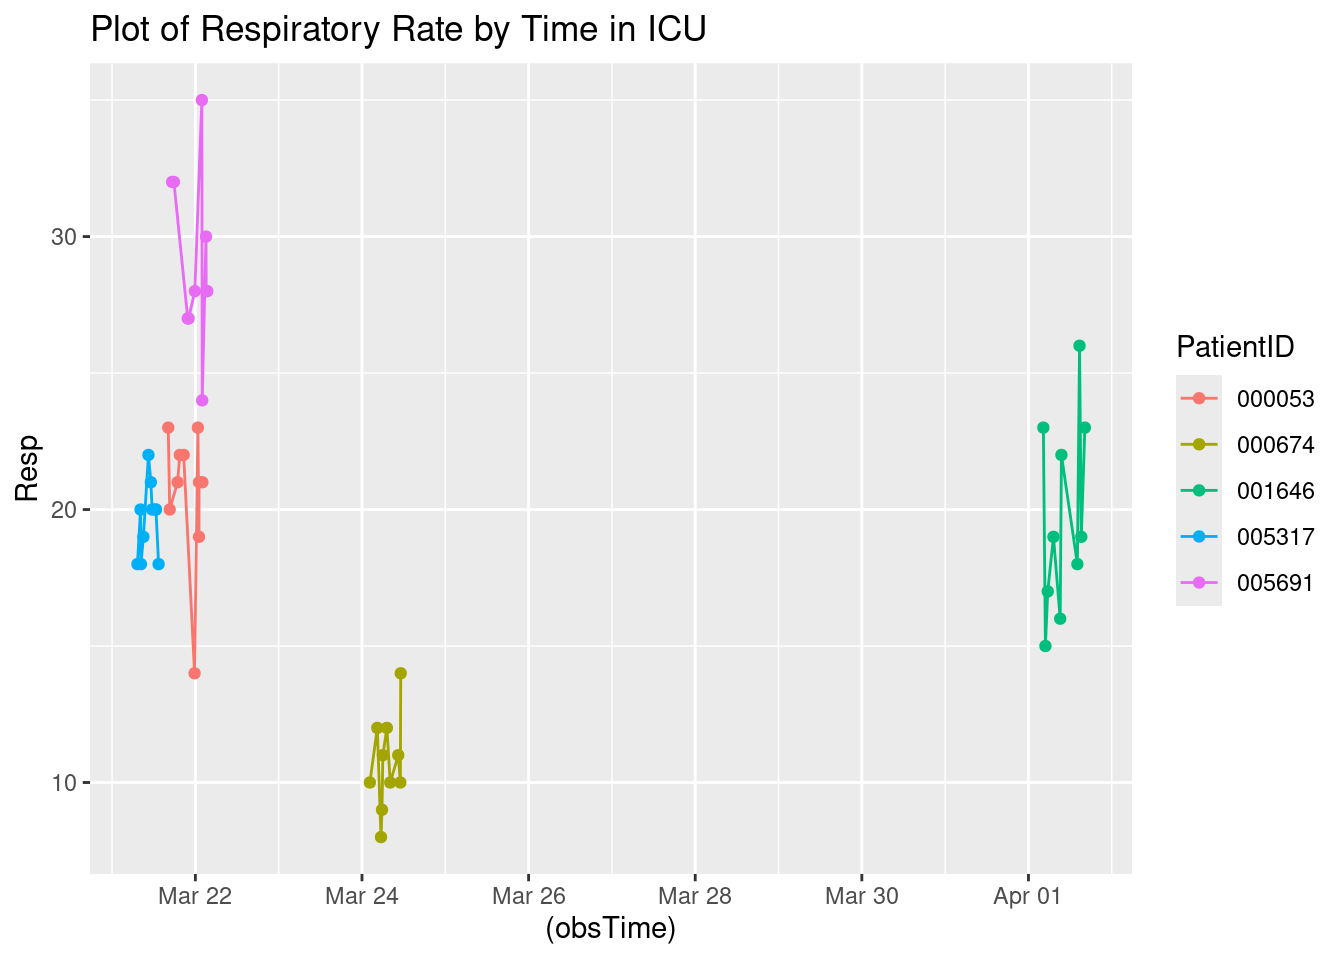 Plot of Respiratory Rate by Time in ICU
Resp
30
20
10
Mar 22 Mar 24 Mar 26 Mar 28 Mar 30 Apr 01
(obsTime)
PatientID
000053
000674
001646
005317
005691